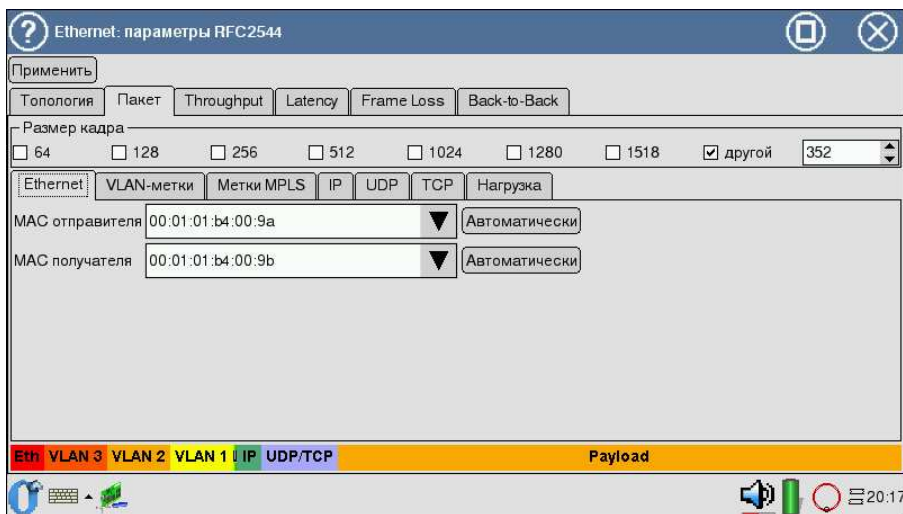 Ethernet: параметры RFC2544
Применить
Топология Пакет Throughput Latency Frame Loss Back-to-Back
Размер кадра
64 128 256 512 1024 1280 1518 другой 352
Ethernet VLAN-метки Метки MPLS IP UDP TCP Нагрузка
MAC отправителя 00:01:01:b4:00:9a Автоматически
MAC получателя 00:01:01:b4:00:9b Автоматически
Eth VLAN 3 VLAN 2 VLAN 1 IP UDP/TCP Payload
20:17